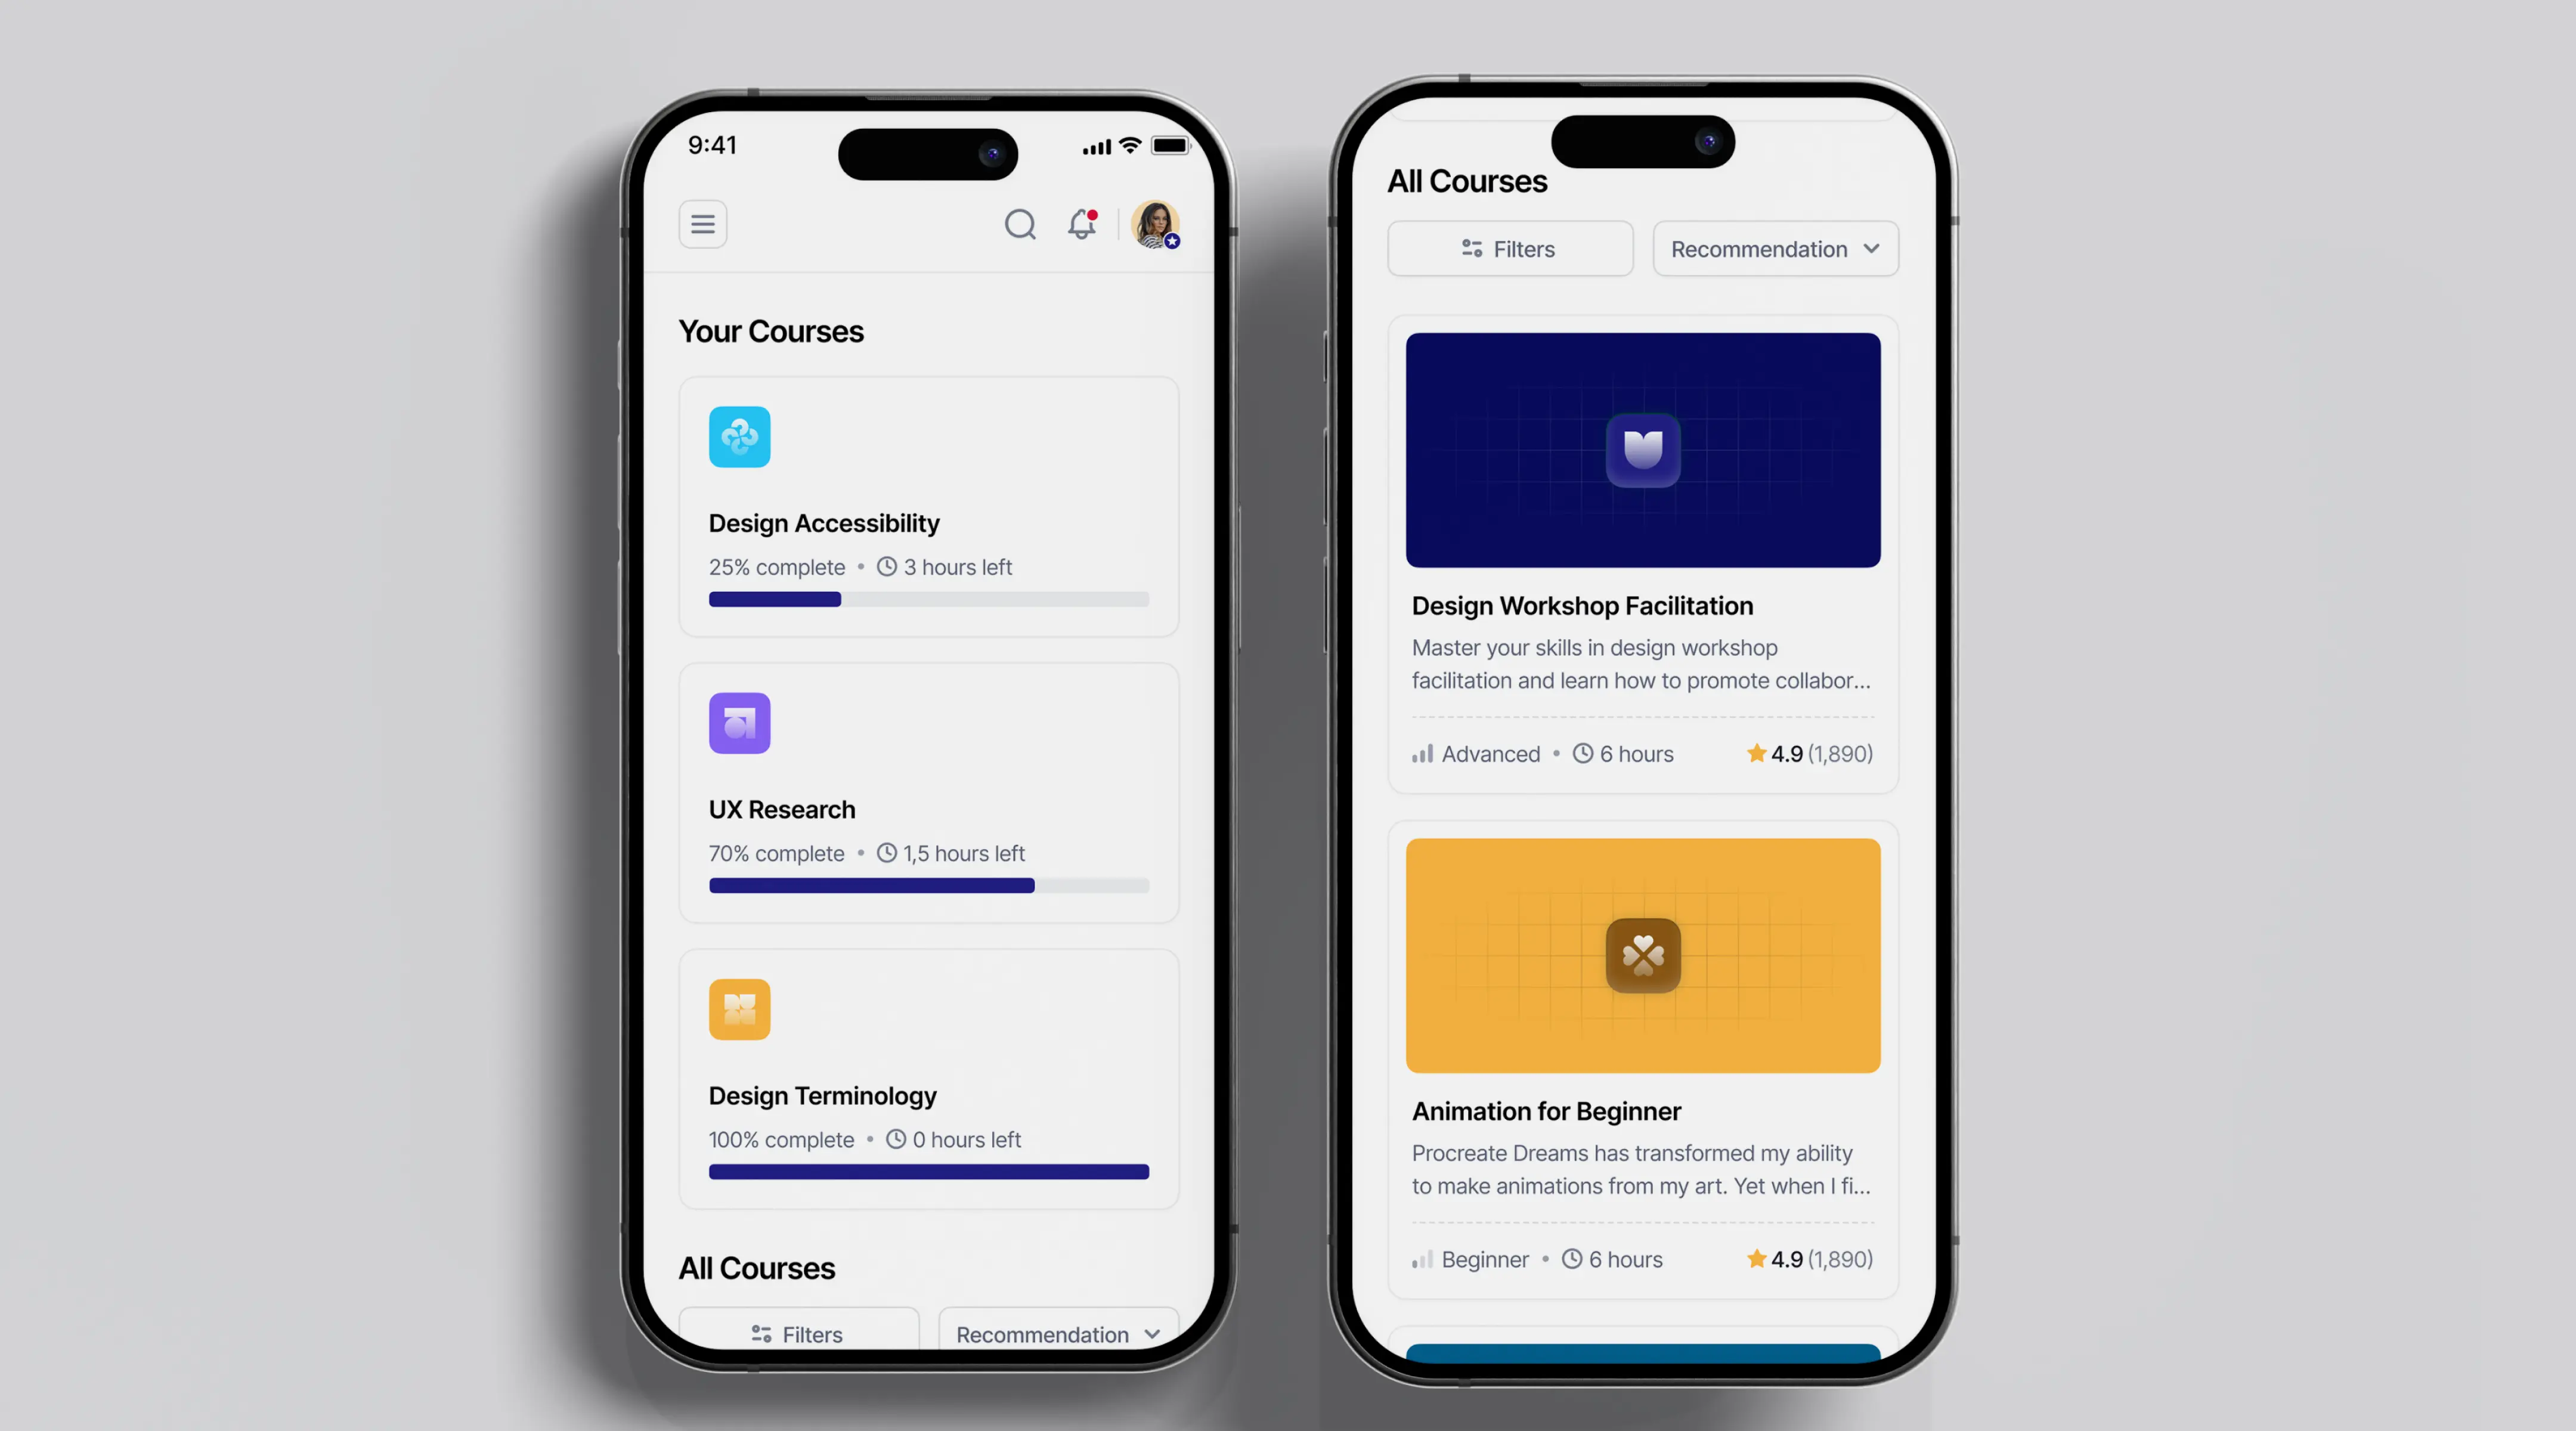 9:41
Your Courses
Design Accessibility
25% complete • 3 hours left
UX Research
70% complete • 1,5 hours left
Design Terminology
100% complete • 0 hours left
All Courses
Filters
Recommendation
All Courses
Filters
Recommendation
Design Workshop Facilitation
Master your skills in design workshop
facilitation and learn how to promote collabor...
Advanced • 6 hours
4.9 (1,890)
Animation for Beginner
Procreate Dreams has transformed my ability
to make animations from my art. Yet when I fi...
Beginner • 6 hours
4.9 (1,890)